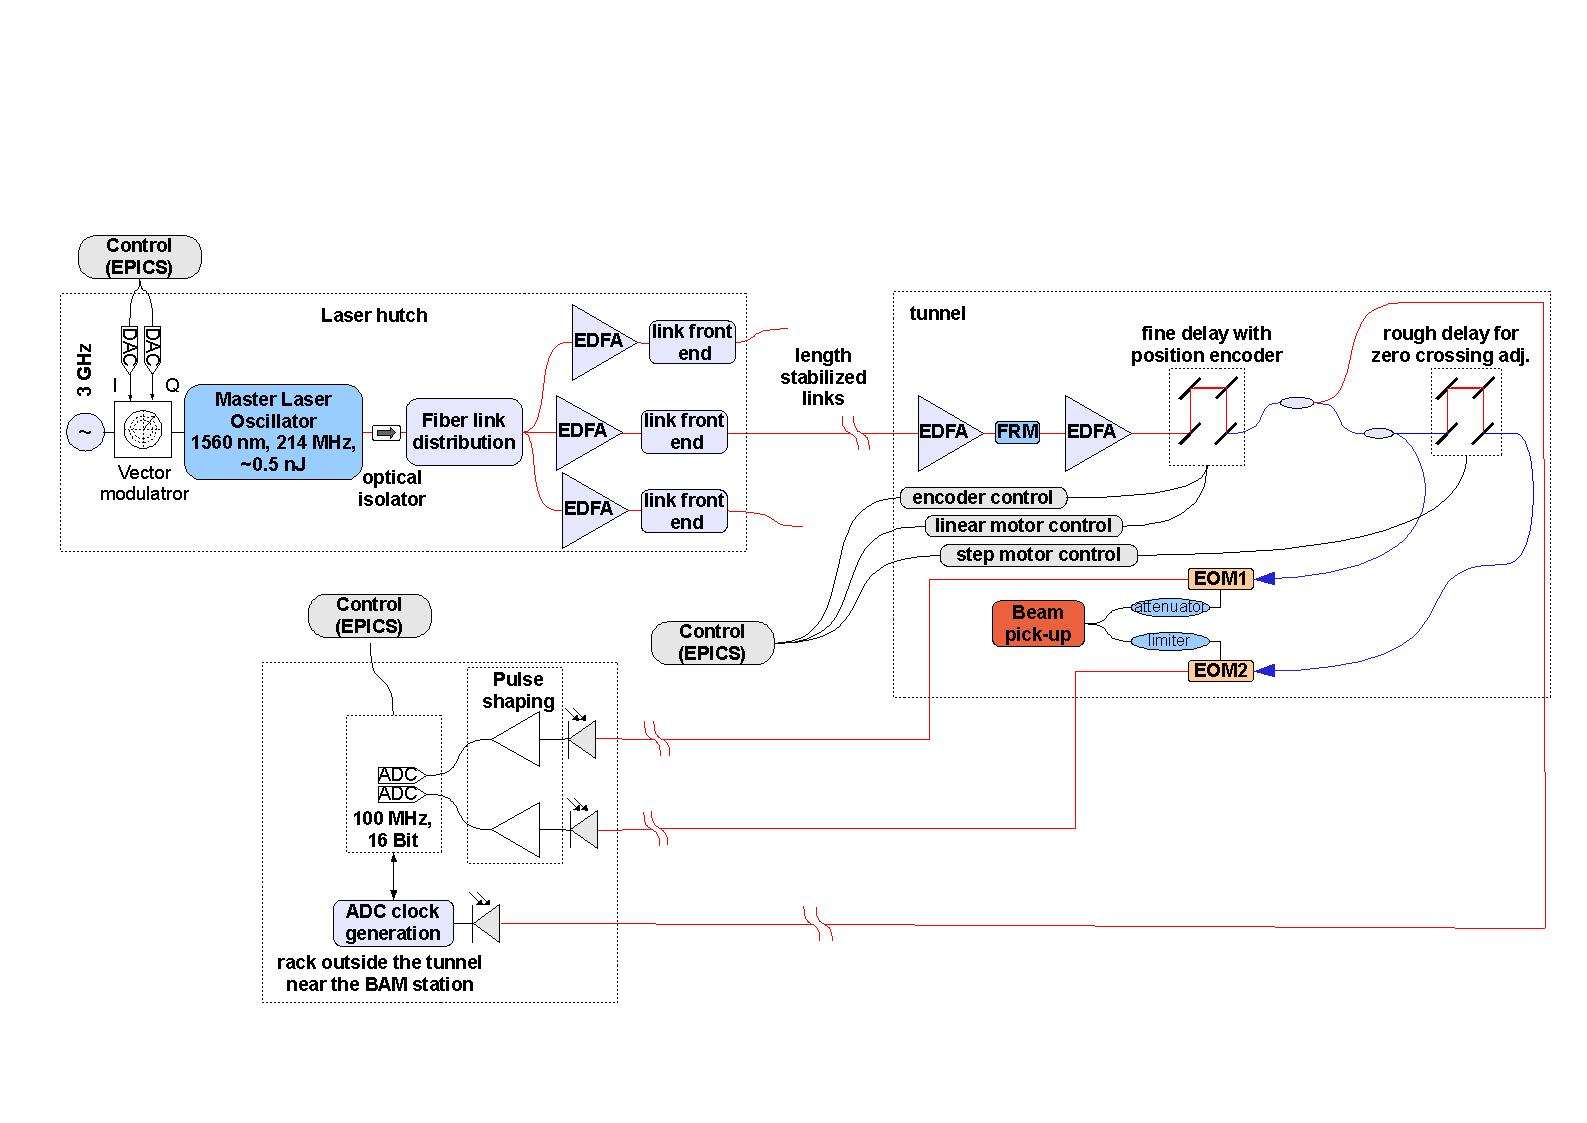 Control
(EPICS)
Laser hutch
3 GHz
DAC
DAC
I
Q
~
Vector
modulatror
Master Laser
Oscillator
1560 nm, 214 MHz,
~0.5 nJ
optical
isolator
Fiber link
distribution
EDFA
link front
end
EDFA
link front
end
EDFA
link front
end
length
stabilized
links
tunnel
fine delay with
position encoder
rough delay for
zero crossing adj.
EDFA
FRM
EDFA
encoder control
linear motor control
step motor control
Control
(EPICS)
EOM1
attenuator
Beam
pick-up
limiter
EOM2
Control
(EPICS)
Pulse
shaping
ADC
ADC
100 MHz,
16 Bit
ADC clock
generation
rack outside the tunnel
near the BAM station